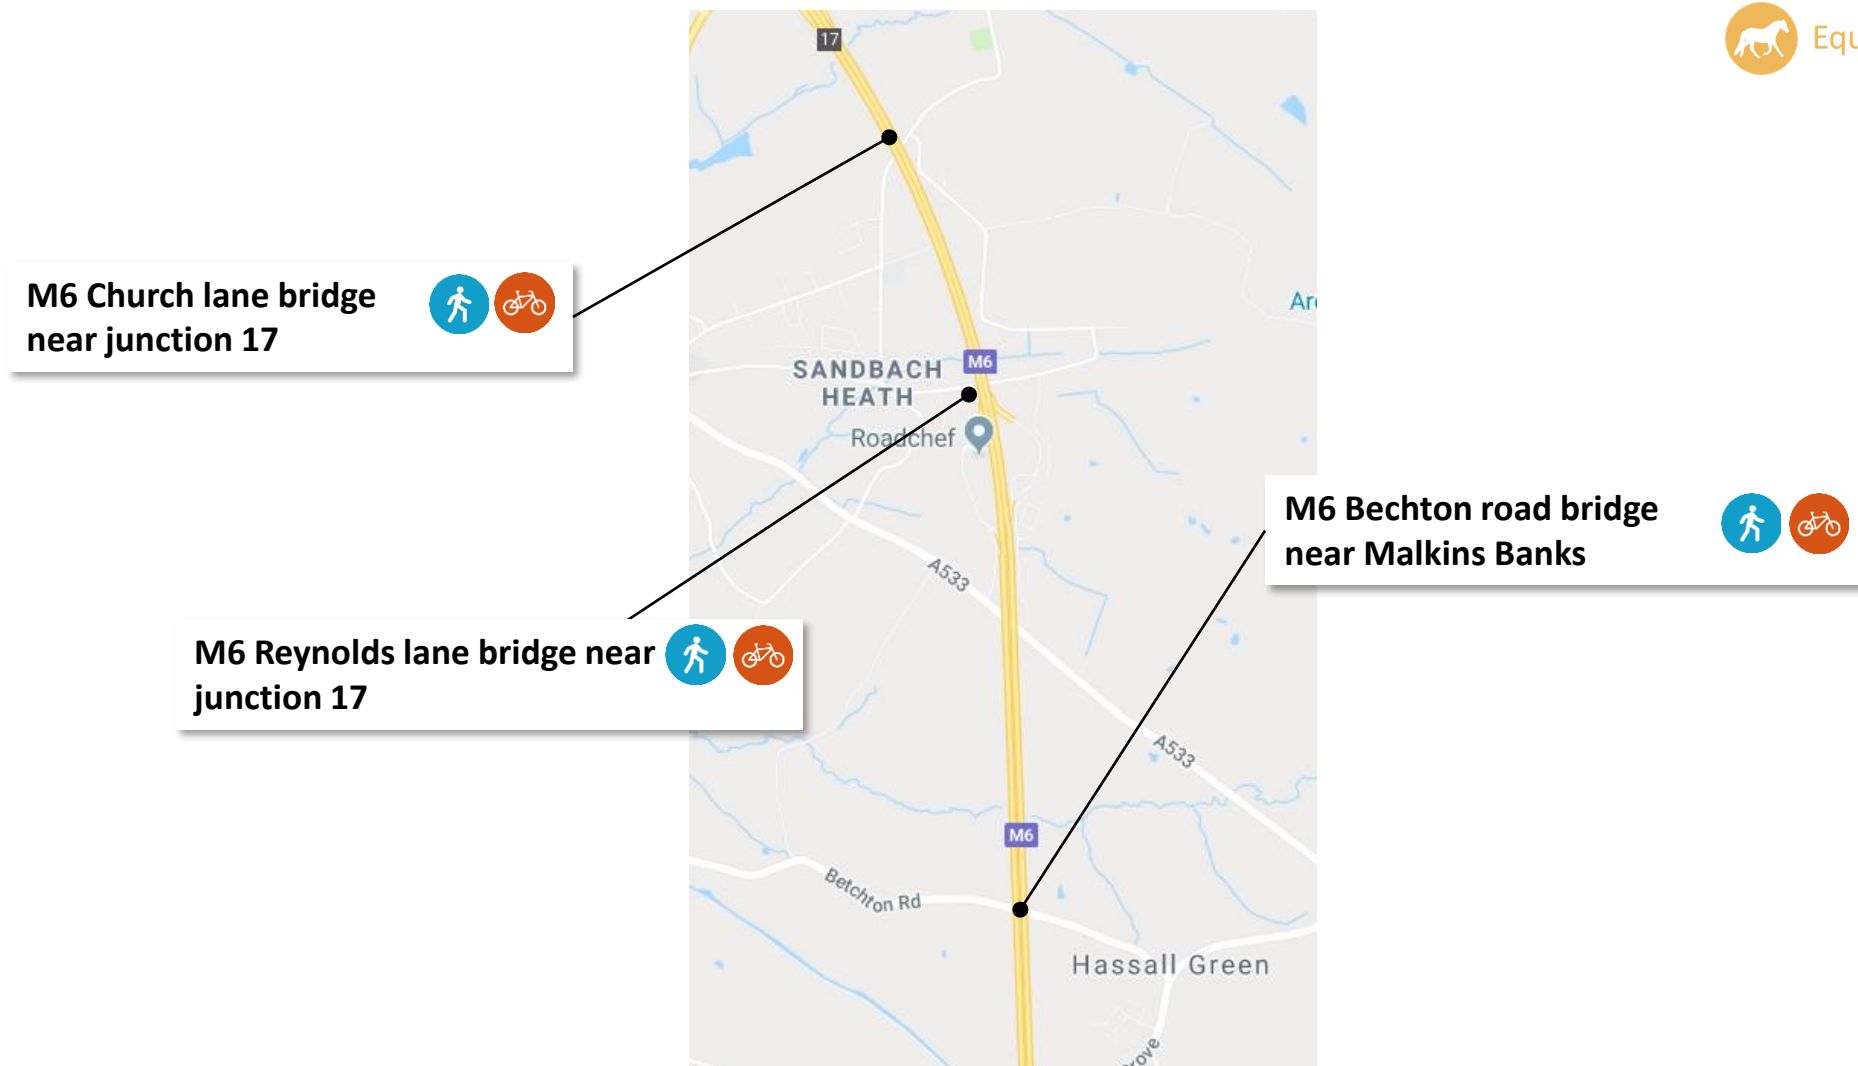 Equ
17
M6 Church lane bridge
near junction 17
SANDBACH
HEATH
M6
Roadchef
M6 Bechton road bridge
near Malkins Banks
A533
M6 Reynolds lane bridge near
junction 17
A533
M6
Betchton Rd
Hassall Green